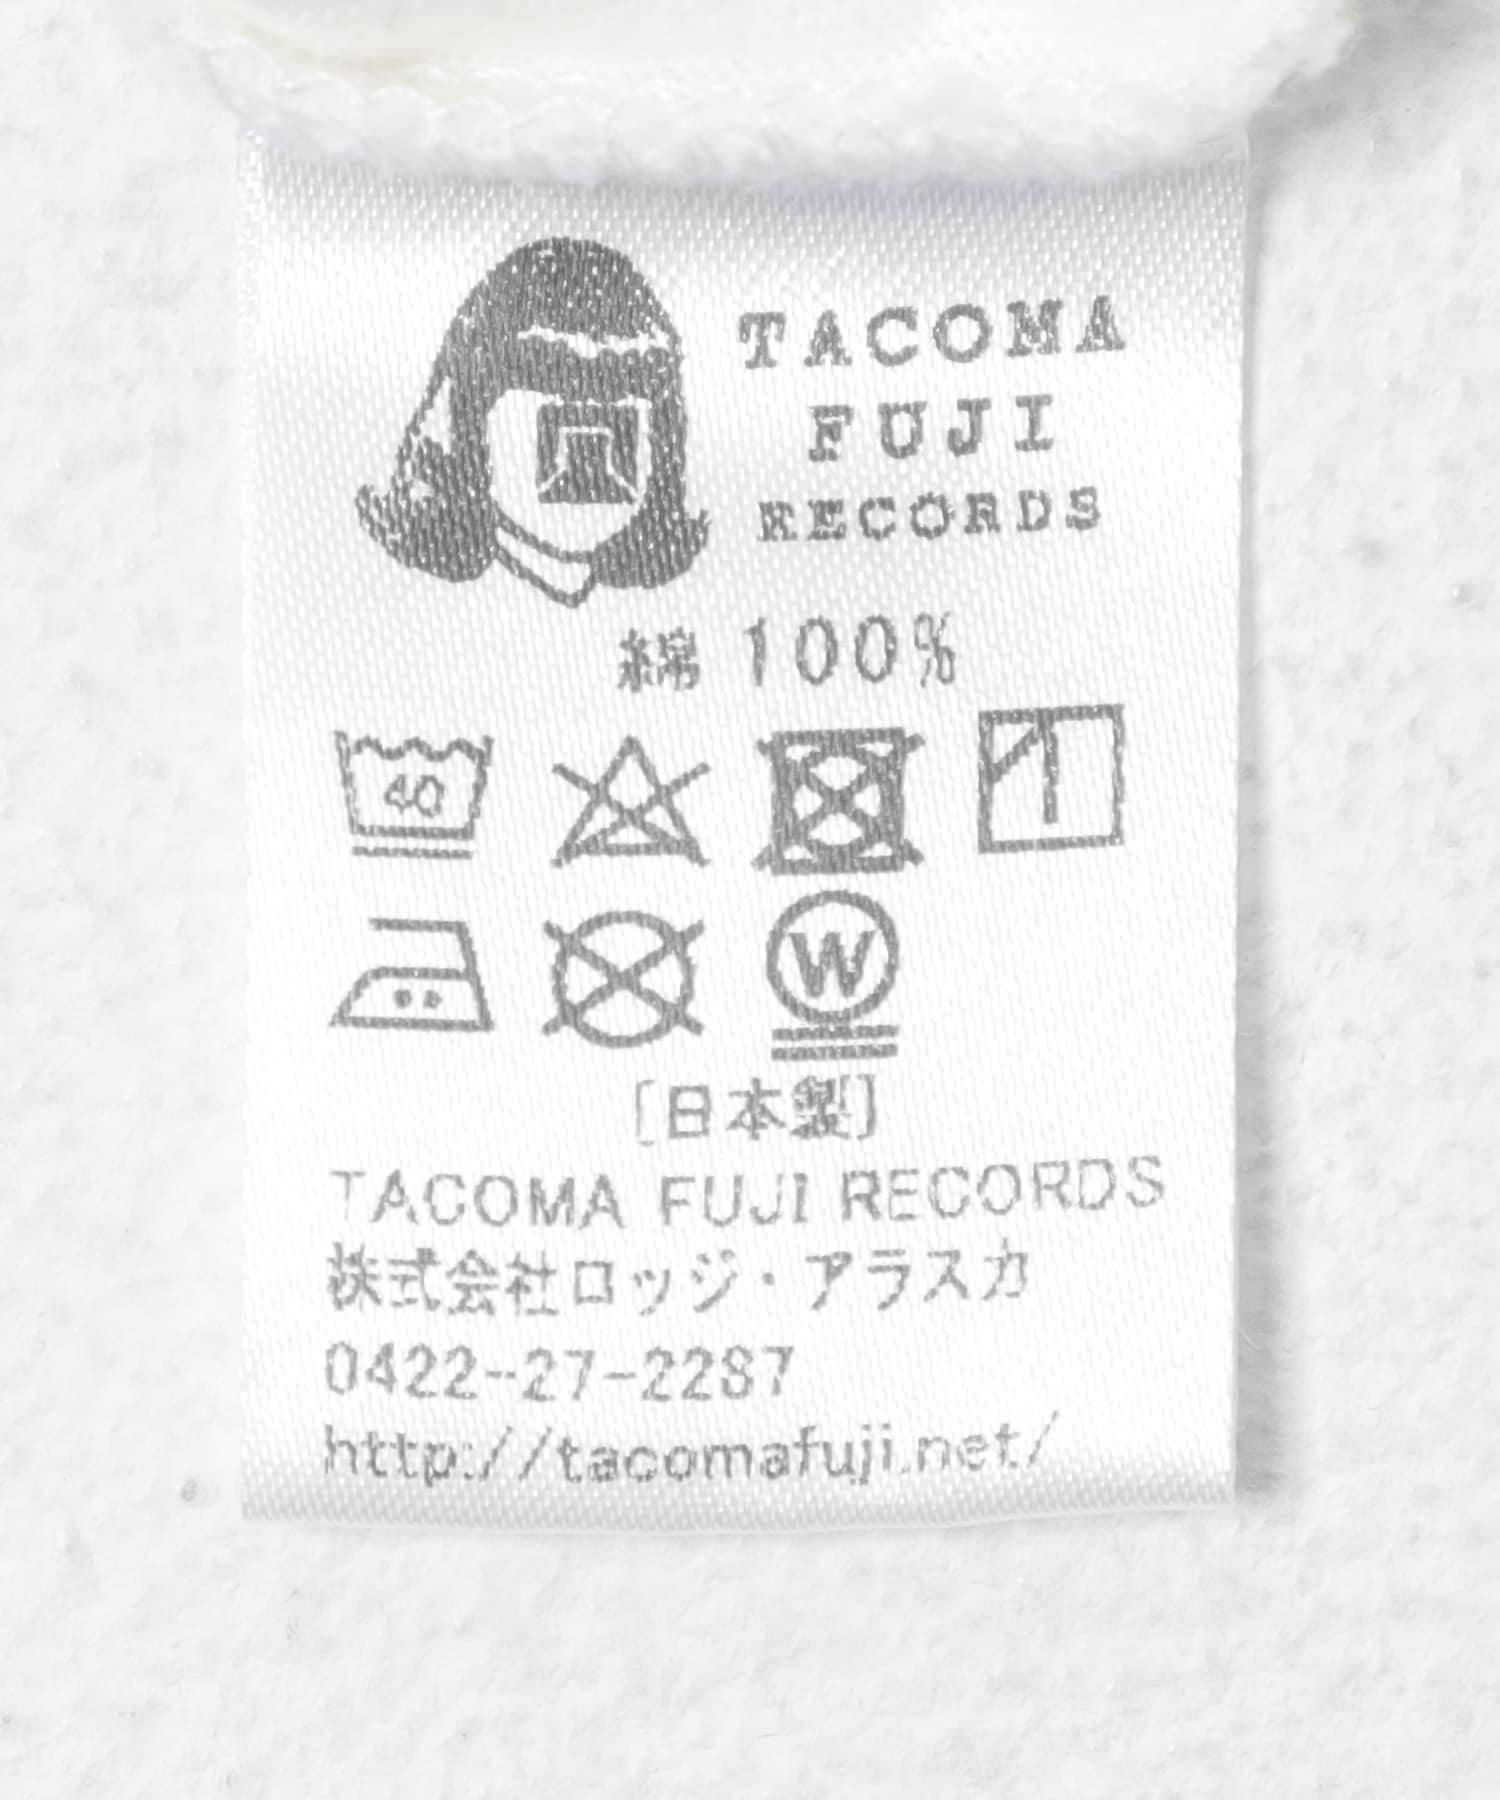 TACOMA
FUJI
RECORDS
綿 100%
40
W
[日本製]
TACOMA FUJI RECORDS
株式会社ロッジ・アラスカ
0422-27-2287
http://tacomafuji.net/